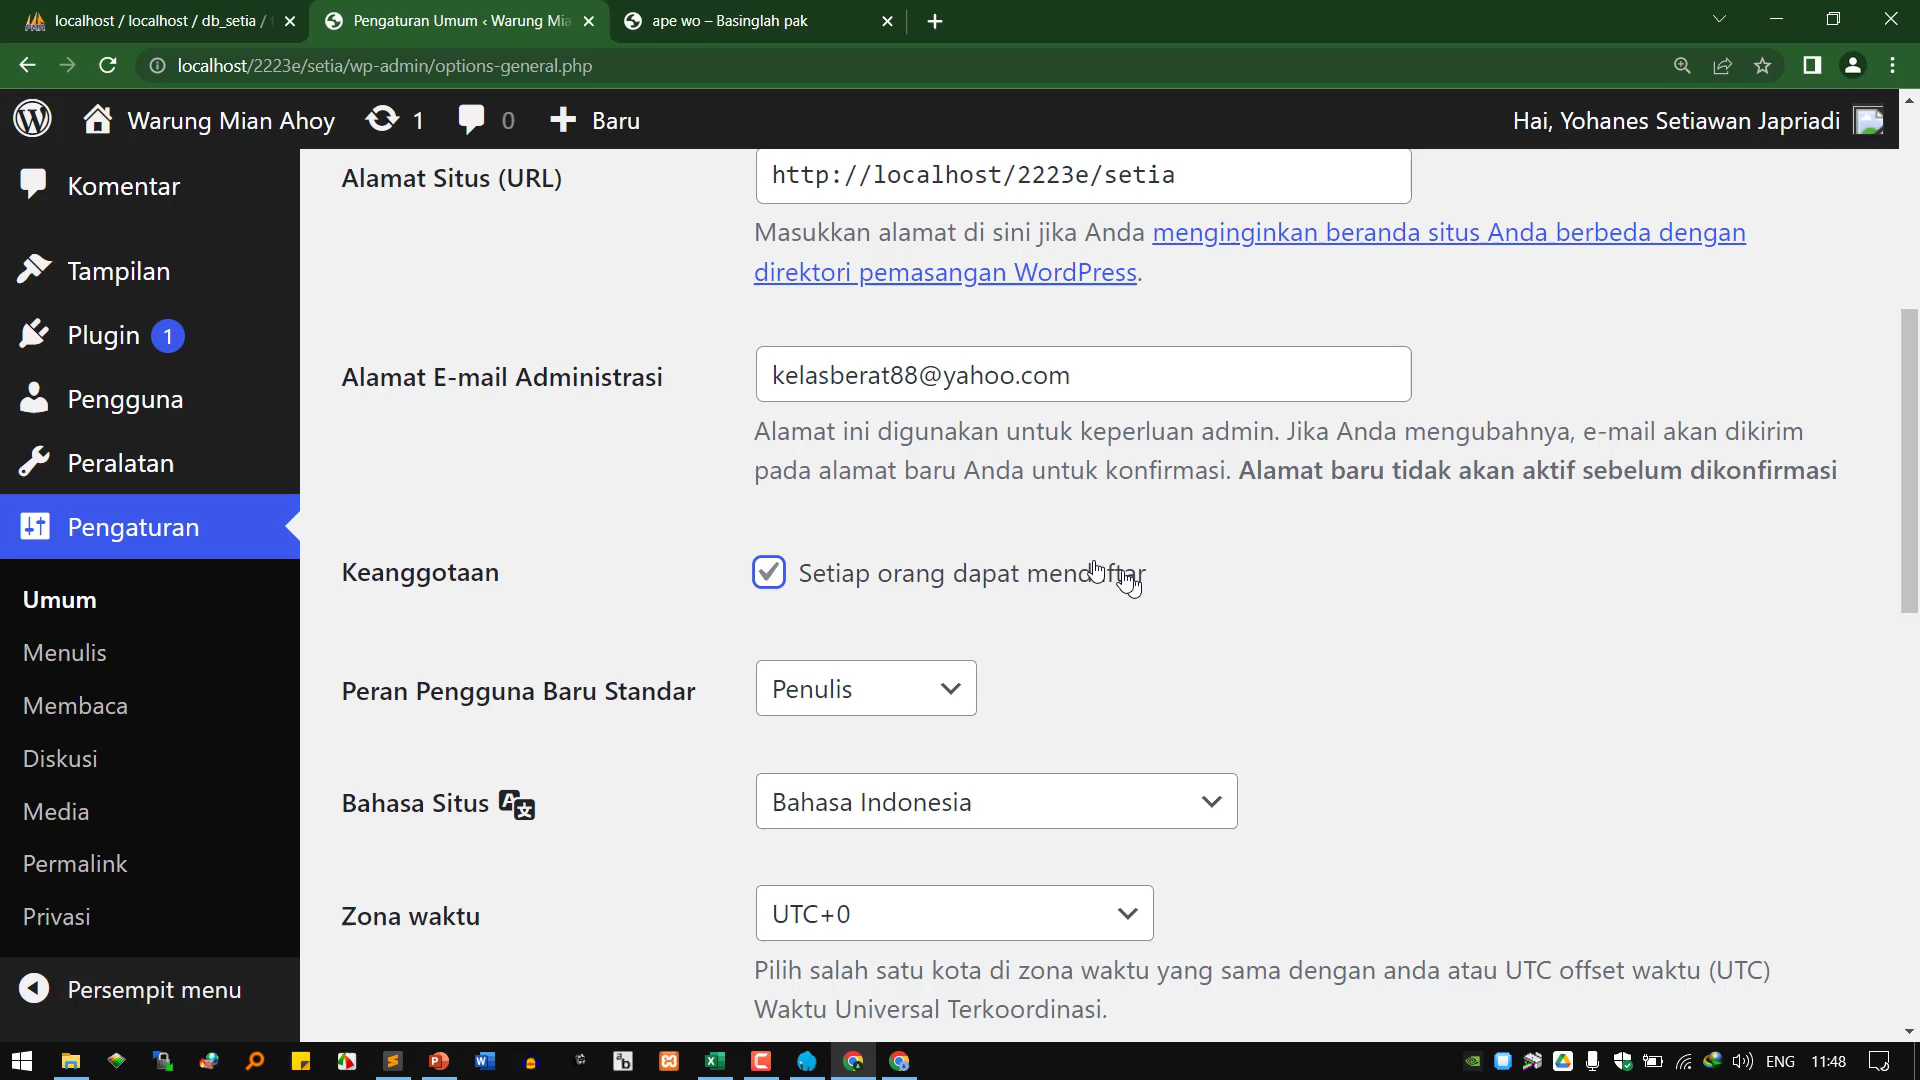 localhost / localhost / db_setia /
Pengaturan Umum ‹ Warung Mia
ape wo – Basinglah pak
localhost/2223e/setia/wp-admin/options-general.php
Warung Mian Ahoy
1
0
Baru
Hai, Yohanes Setiawan Japriadi
Komentar
Tampilan
Plugin 1
Pengguna
Peralatan
Pengaturan
Umum
Menulis
Membaca
Diskusi
Media
Permalink
Privasi
Persempit menu
Alamat Situs (URL)
http://localhost/2223e/setia
Masukkan alamat di sini jika Anda menginginkan beranda situs Anda berbeda dengan
direktori pemasangan WordPress.
Alamat E-mail Administrasi
kelasberat88@yahoo.com
Alamat ini digunakan untuk keperluan admin. Jika Anda mengubahnya, e-mail akan dikirim
pada alamat baru Anda untuk konfirmasi. Alamat baru tidak akan aktif sebelum dikonfirmasi
Keanggotaan
Setiap orang dapat mendaftar
Peran Pengguna Baru Standar
Penulis
Bahasa Situs
Bahasa Indonesia
Zona waktu
UTC+0
Pilih salah satu kota di zona waktu yang sama dengan anda atau UTC offset waktu (UTC)
Waktu Universal Terkoordinasi.
ENG
11:48